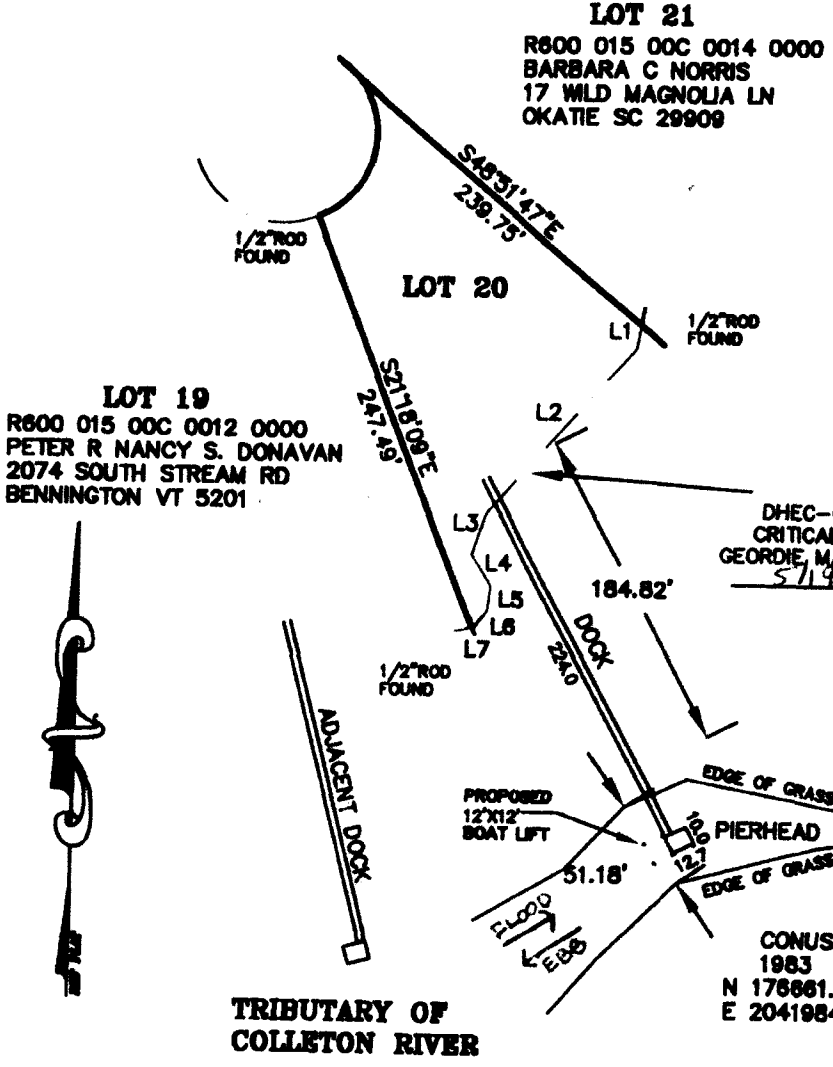 LOT 21
R600 015 00C 0014 0000
BARBARA C NORRIS
17 WILD MAGNOLIA LN
OKATIE SC 29909
S48°51'47"E
239.75'
1/2"ROD
FOUND
LOT 20
L1
1/2"ROD
FOUND
S21°18'09"E
247.49'
LOT 19
R600 015 00C 0012 0000
PETER R NANCY S. DONAVAN
2074 SOUTH STREAM RD
BENNINGTON VT 5201
L2
L3
DHEC-
CRITICAL
GEORDIE
L4
184.82'
L5
L6
L7
DOCK
224.0
1/2"ROD
FOUND
ADJACENT DOCK
PROPOSED
12'X12'
BOAT LIFT
EDGE OF GRASS
10.0
PIERHEAD
12.7
51.18'
EDGE OF GRASS
FLOOD
EBB
CONUS
1983
N 176661.
E 2041984
TRIBUTARY OF
COLLETON RIVER